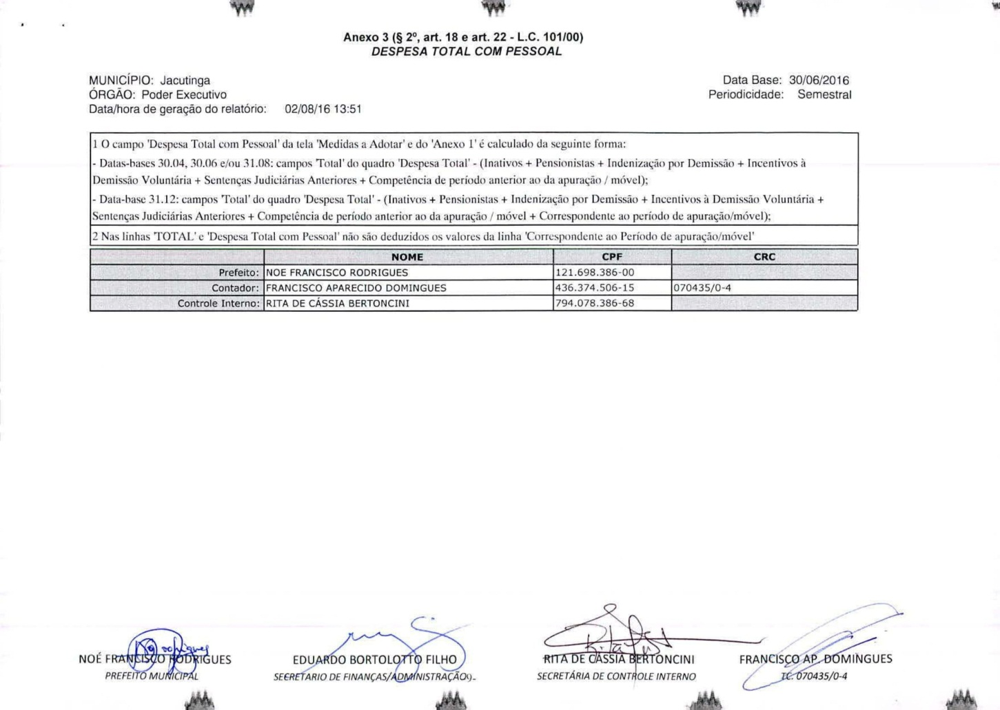 Anexo 3 (§ 2º, art. 18 e art. 22 - L.C. 101/00)
DESPESA TOTAL COM PESSOAL
MUNICÍPIO: Jacutinga
Data Base: 30/06/2016
ÓRGÃO: Poder Executivo
Periodicidade: Semestral
Data/hora de geração do relatório: 02/08/16 13:51
1 O campo 'Despesa Total com Pessoal' da tela 'Medidas a Adotar' e do 'Anexo 1' é calculado da seguinte forma:
- Datas-bases 30.04, 30.06 e/ou 31.08: campos 'Total' do quadro 'Despesa Total' - (Inativos + Pensionistas + Indenização por Demissão + Incentivos à
Demissão Voluntária + Sentenças Judiciárias Anteriores + Competência de período anterior ao da apuração / móvel);
- Data-base 31.12: campos 'Total' do quadro 'Despesa Total' - (Inativos + Pensionistas + Indenização por Demissão + Incentivos à Demissão Voluntária +
Sentenças Judiciárias Anteriores + Competência de período anterior ao da apuração / móvel + Correspondente ao período de apuração/móvel);
2 Nas linhas 'TOTAL' e 'Despesa Total com Pessoal' não são deduzidos os valores da linha 'Correspondente ao Período de apuração/móvel'
NOME CPF CRC
Prefeito: NOE FRANCISCO RODRIGUES 121.698.386-00
Contador: FRANCISCO APARECIDO DOMINGUES 436.374.506-15 070435/0-4
Controle Interno: RITA DE CÁSSIA BERTONCINI 794.078.386-68
NOÉ FRANCISCO RODRIGUES
PREFEITO MUNICIPAL
EDUARDO BORTOLOTTO FILHO
SECRETARIO DE FINANÇAS/ADMINISTRAÇÃO
RITA DE CASSIA BERTONCINI
SECRETÁRIA DE CONTROLE INTERNO
FRANCISCO AP. DOMINGUES
TC. 070435/0-4